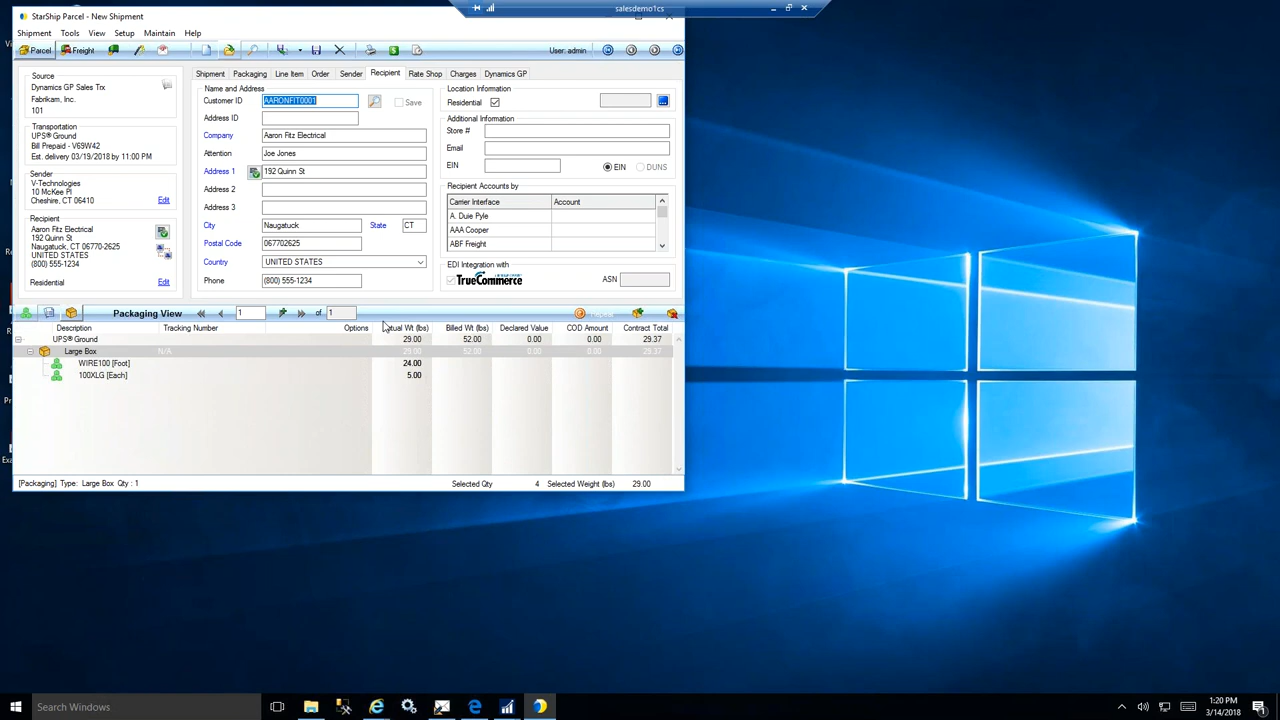 StarShip Parcel - New Shipment
salesdemo1cs
Shipment Tools View Setup Maintain Help
Parcel Freight
User: admin
Source
Dynamics GP Sales Trx
Fabrikam, Inc.
101
Transportation
UPS® Ground
Bill Prepaid - V69W42
Est. delivery 03/19/2018 by 11:00 PM
Sender
V-Technologies
10 McKee Pl
Cheshire, CT 06410
Edit
Recipient
Aaron Fitz Electrical
192 Quinn St
Naugatuck, CT 06770-2625
UNITED STATES
(800) 555-1234
Residential
Edit
Shipment Packaging Line Item Order Sender Recipient Rate Shop Charges Dynamics GP
Name and Address
Customer ID AARONFIT0001 Save
Address ID
Company Aaron Fitz Electrical
Attention Joe Jones
Address 1 192 Quinn St
Address 2
Address 3
City Naugatuck State CT
Postal Code 067702625
Country UNITED STATES
Phone (800) 555-1234
Location Information
Residential
Additional Information
Store #
Email
EIN EIN DUNS
Recipient Accounts by
Carrier Interface Account
A. Duie Pyle
AAA Cooper
ABF Freight
EDI Integration with
TrueCommerce ASN
Packaging View 1 of 1 Repeat
Description Tracking Number Options Actual Wt (lbs) Billed Wt (lbs) Declared Value COD Amount Contract Total
UPS® Ground 29.00 52.00 0.00 0.00 29.37
Large Box N/A 29.00 52.00 0.00 0.00 29.37
WIRE100 [Foot] 24.00
100XLG [Each] 5.00
[Packaging] Type: Large Box Qty : 1 Selected Qty 4 Selected Weight (lbs) 29.00
Search Windows
1:20 PM
3/14/2018